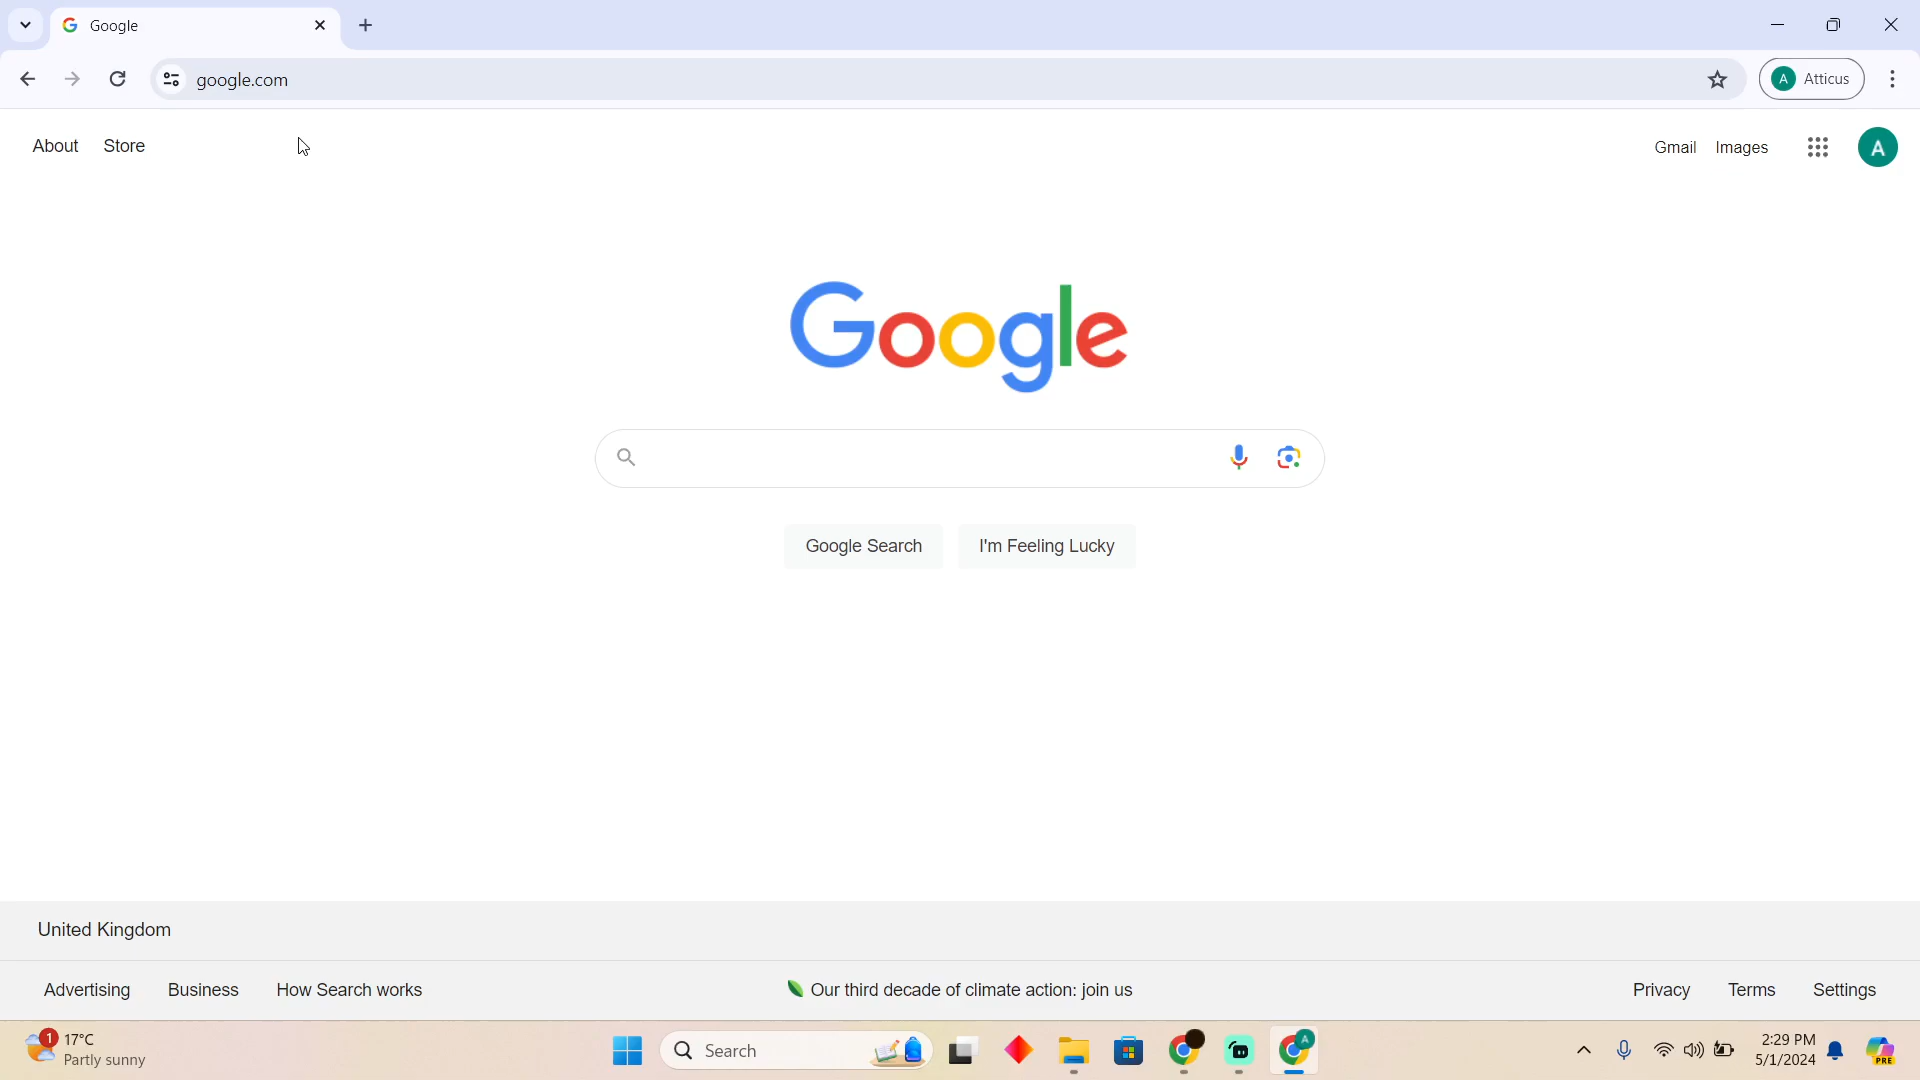 Google
google.com
A Atticus
About Store
Gmail Images
A
Google
Google Search I'm Feeling Lucky
United Kingdom
Advertising Business How Search works
Our third decade of climate action: join us
Privacy Terms Settings
1 17°C
Partly sunny
Search
A
2:29 PM
5/1/2024
PRE